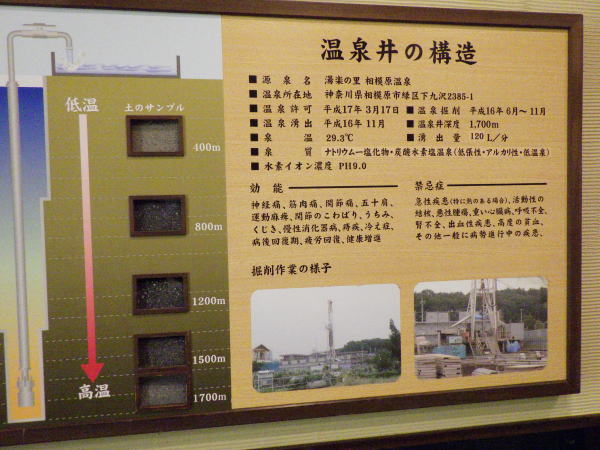 温泉井の構造
■ 源泉名 湯楽の里 相模原温泉
■ 温泉所在地 神奈川県相模原市緑区下九沢2385-1
■ 温泉許可 平成17年 3月17日 ■ 温泉掘削 平成16年 6月～11月
■ 温泉湧出 平成16年 11月 ■ 温泉井深度 1,700m
■ 泉温 29.3℃ ■ 湧出量 120L／分
■ 泉質 ナトリウムー塩化物・炭酸水素塩温泉(低張性・アルカリ性・低温泉)
■ 水素イオン濃度 PH9.0
効能
神経痛、筋肉痛、関節痛、五十肩、
運動麻痺、関節のこわばり、うちみ、
くじき、慢性消化器病、痔疾、冷え症、
病後回復期、疲労回復、健康増進
禁忌症
急性疾患(特に熱のある場合)、活動性の
結核、悪性腫瘍、重い心臓病、呼吸不全、
腎不全、出血性疾患、高度の貧血、
その他一般に病勢進行中の疾患、
掘削作業の様子
低温
土のサンプル
400m
800m
1200m
1500m
高温
1700m